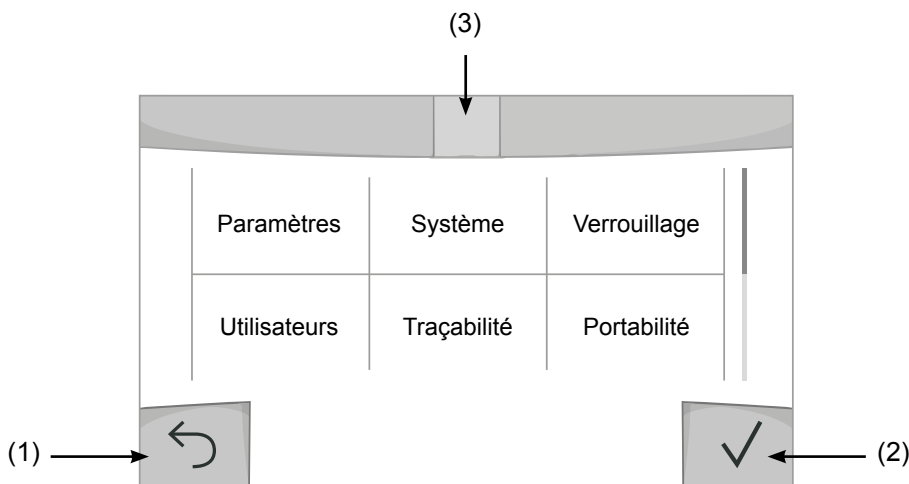 (3)
Paramètres Système Verrouillage
Utilisateurs Traçabilité Portabilité
(1) (2)